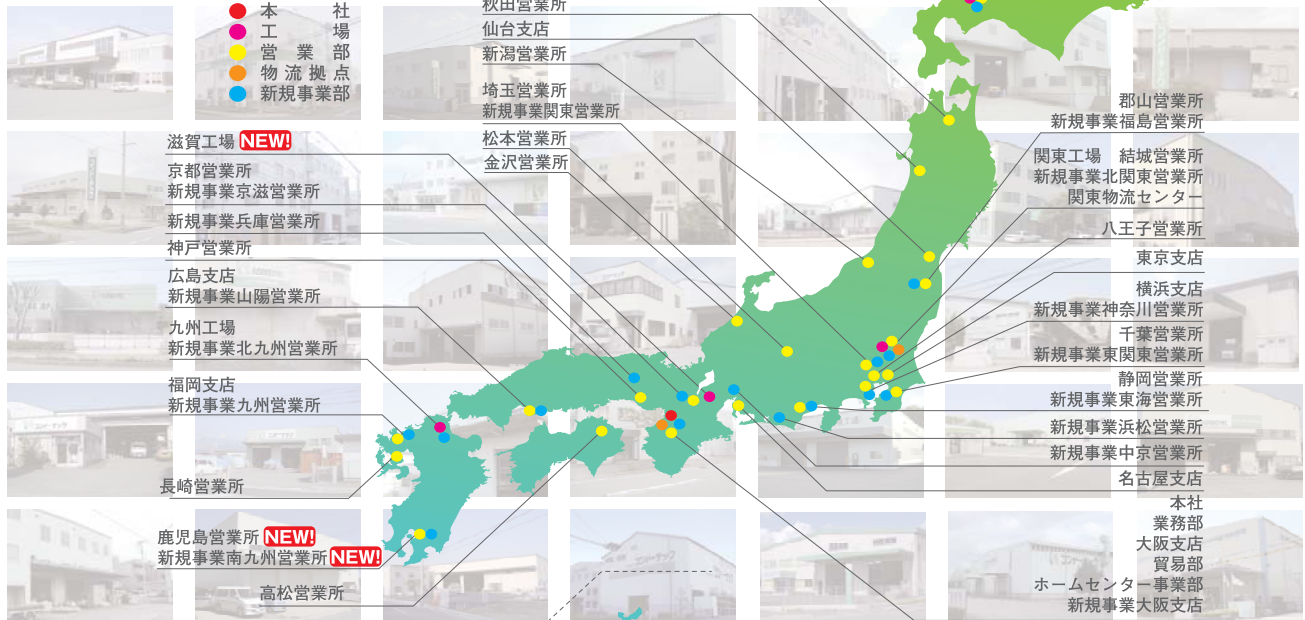 本社
工場
営業部
物流拠点
新規事業部
秋田営業所
仙台支店
新潟営業所
埼玉営業所
新規事業関東営業所
松本営業所
金沢営業所
滋賀工場 NEW!
京都営業所
新規事業京滋営業所
新規事業兵庫営業所
神戸営業所
広島支店
新規事業山陽営業所
九州工場
新規事業北九州営業所
福岡支店
新規事業九州営業所
長崎営業所
鹿児島営業所 NEW!
新規事業南九州営業所 NEW!
高松営業所
郡山営業所
新規事業福島営業所
関東工場 結城営業所
新規事業北関東営業所
関東物流センター
八王子営業所
東京支店
横浜支店
新規事業神奈川営業所
千葉営業所
新規事業東関東営業所
静岡営業所
新規事業東海営業所
新規事業浜松営業所
新規事業中京営業所
名古屋支店
本社
業務部
大阪支店
貿易部
ホームセンター事業部
新規事業大阪支店